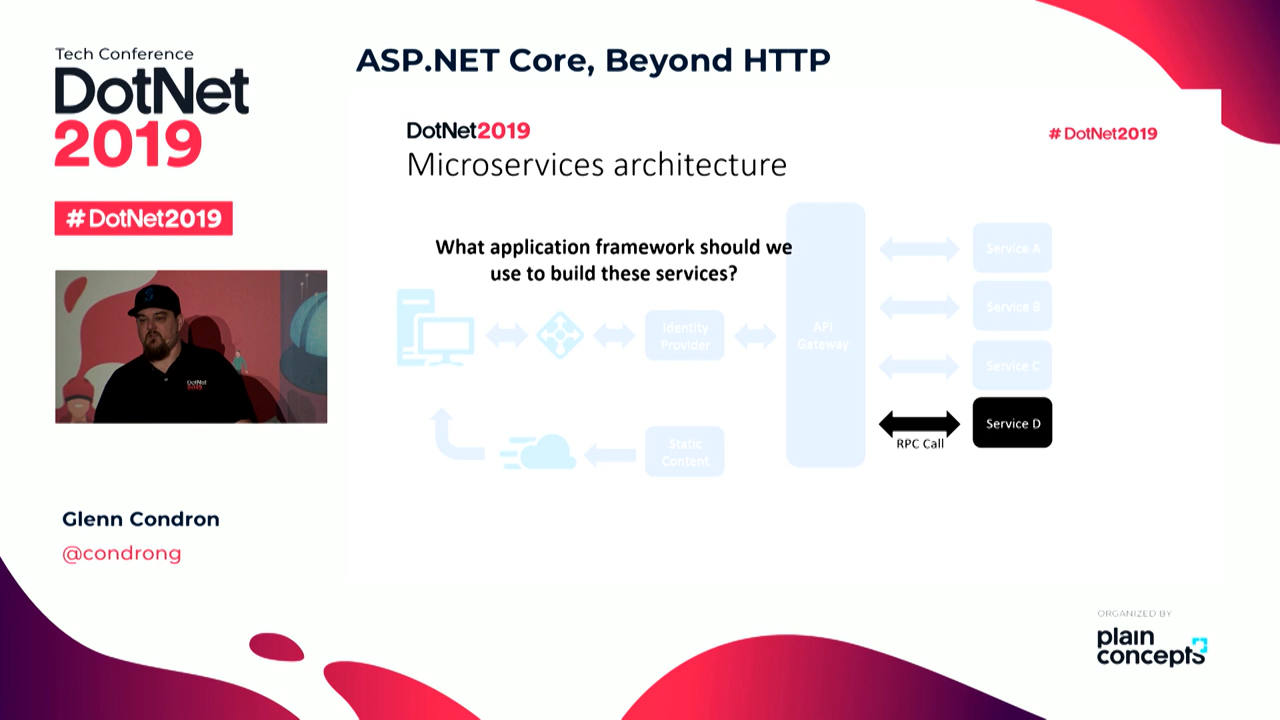 Tech Conference
DotNet
2019
#DotNet2019
Glenn Condron
@condrong
ASP.NET Core, Beyond HTTP
DotNet2019
#DotNet2019
Microservices architecture
What application framework should we
use to build these services?
Identity
Provider
API
Gateway
Service A
Service B
Service C
Service D
RPC Call
Static
Content
DotNet
2019
ORGANIZED BY
plain
concepts